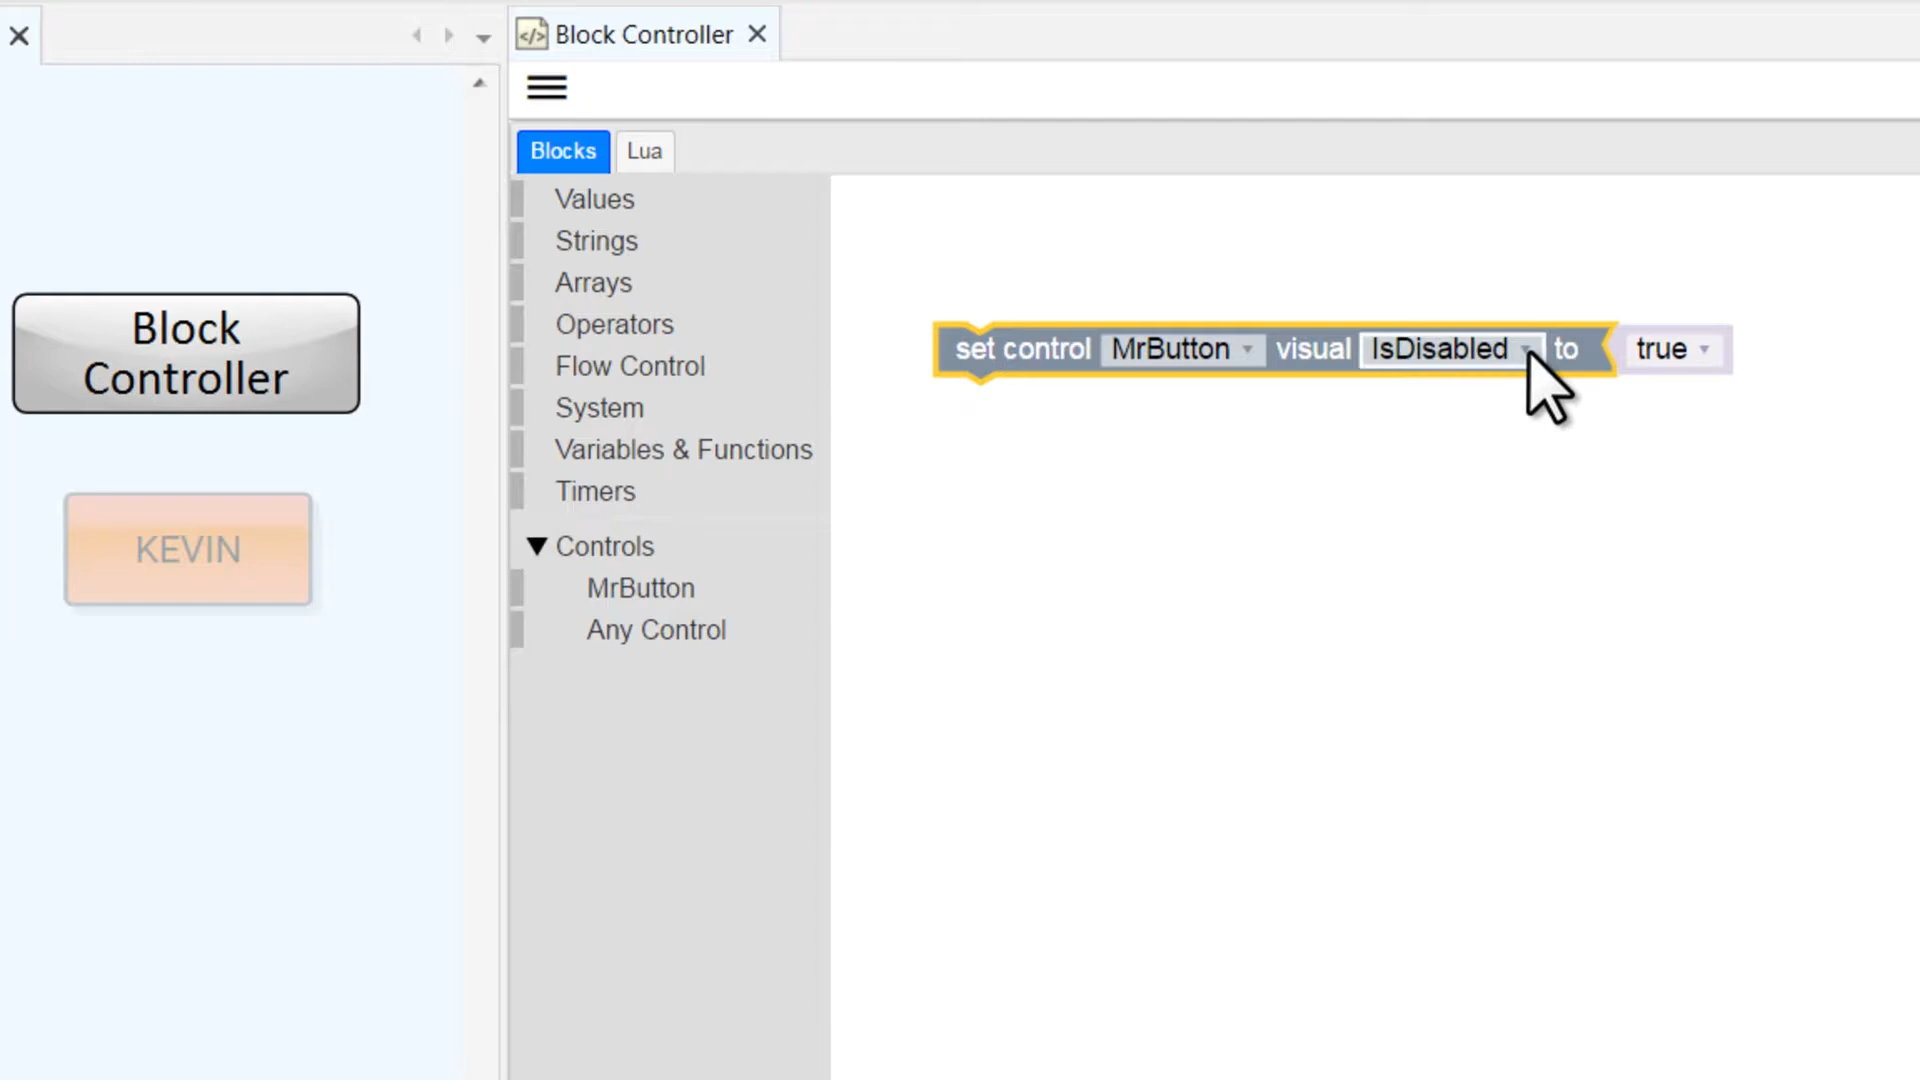 Block Controller
Blocks
Lua
Values
Strings
Arrays
Operators
Flow Control
System
Variables & Functions
Timers
Controls
MrButton
Any Control
Block
Controller
KEVIN
set control MrButton visual IsDisabled to true